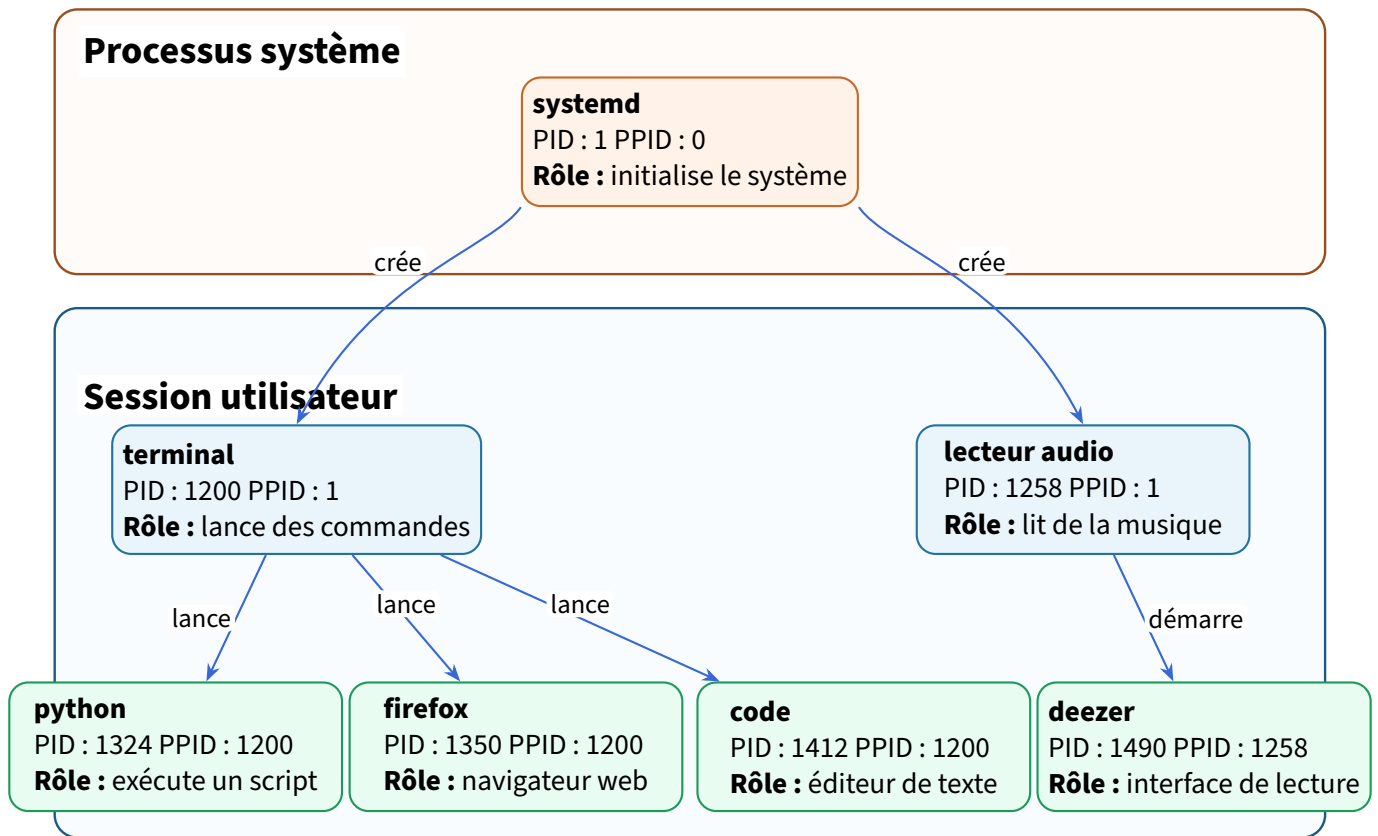 Processus système
systemd
PID : 1 PPID : 0
Rôle : initialise le système
crée
crée
Session utilisateur
terminal
PID : 1200 PPID : 1
Rôle : lance des commandes
lecteur audio
PID : 1258 PPID : 1
Rôle : lit de la musique
lance
lance
lance
démarre
python
PID : 1324 PPID : 1200
Rôle : exécute un script
firefox
PID : 1350 PPID : 1200
Rôle : navigateur web
code
PID : 1412 PPID : 1200
Rôle : éditeur de texte
deezer
PID : 1490 PPID : 1258
Rôle : interface de lecture